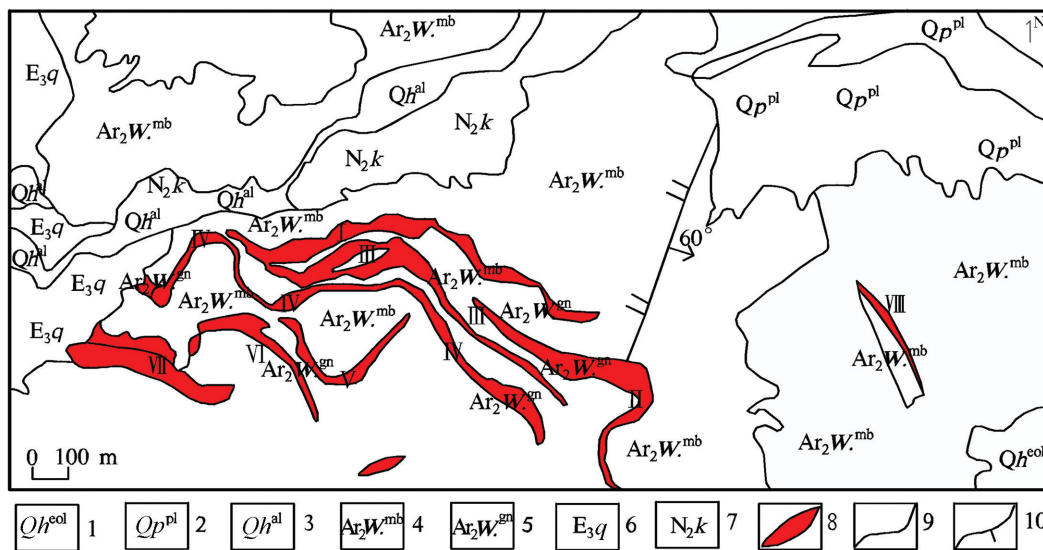 Ar₂W.ᵐᵇ
Qpᵖˡ
↑N
E₃q
Qhᵃˡ
Qpᵖˡ
Qpᵖˡ
N₂k
Ar₂W.ᵐᵇ
Qpᵖˡ
N₂k
Ar₂W.ᵐᵇ
Qhᵃˡ
N₂k
Qhᵃˡ
Qhᵃˡ
E₃q
Ar₂W.ᵐᵇ
I
IV
60°
Qhᵃˡ
III
E₃q
Ar₂W.ᵍⁿ
Ar₂W.ᵐᵇ
Ar₂W.ᵐᵇ
Ar₂W.ᵐᵇ
IV
VIII
Ar₂W.ᵍⁿ
III
E₃q
Ar₂W.ᵐᵇ
VI
IV
VII
Ar₂W.ᵍⁿ
Ar₂W.ᵍⁿ
Ar₂W.ᵐᵇ
V
II
Ar₂W.ᵍⁿ
Ar₂W.ᵐᵇ
Ar₂W.ᵐᵇ
Qhᵉᵒˡ
0 100 m
Qhᵉᵒˡ 1 Qpᵖˡ 2 Qhᵃˡ 3 Ar₂W.ᵐᵇ 4 Ar₂W.ᵍⁿ 5 E₃q 6 N₂k 7 8 9 10